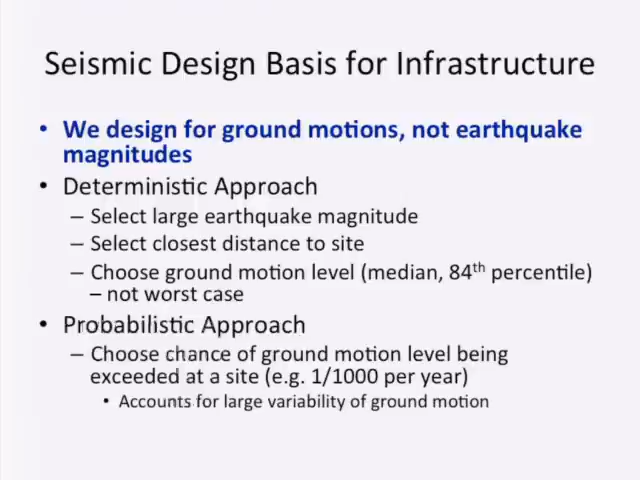 Seismic Design Basis for Infrastructure
• We design for ground motions, not earthquake
magnitudes
• Deterministic Approach
– Select large earthquake magnitude
– Select closest distance to site
– Choose ground motion level (median, 84th percentile)
– not worst case
• Probabilistic Approach
– Choose chance of ground motion level being
exceeded at a site (e.g. 1/1000 per year)
• Accounts for large variability of ground motion